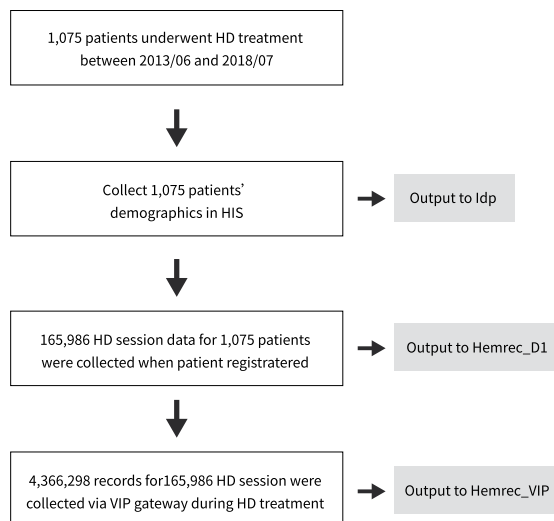 1,075 patients underwent HD treatment
between 2013/06 and 2018/07
Collect 1,075 patients’
demographics in HIS
Output to Idp
165,986 HD session data for 1,075 patients
were collected when patient registratered
Output to Hemrec_D1
4,366,298 records for165,986 HD session were
collected via VIP gateway during HD treatment
Output to Hemrec_VIP